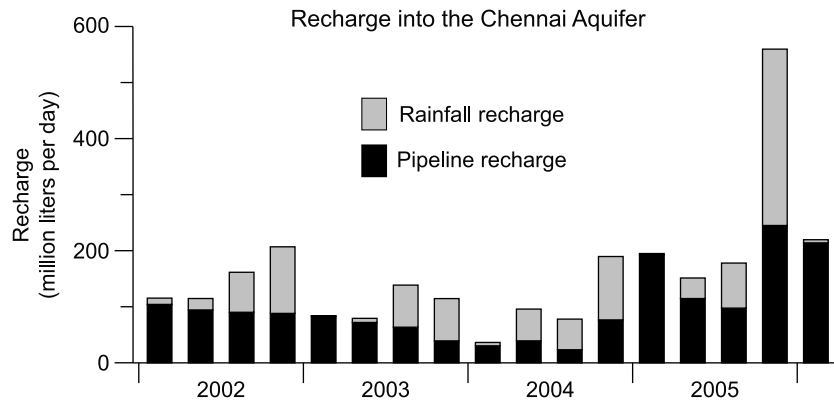 Recharge into the Chennai Aquifer
600
400
200
0
Recharge
(million liters per day)
Rainfall recharge
Pipeline recharge
2002
2003
2004
2005